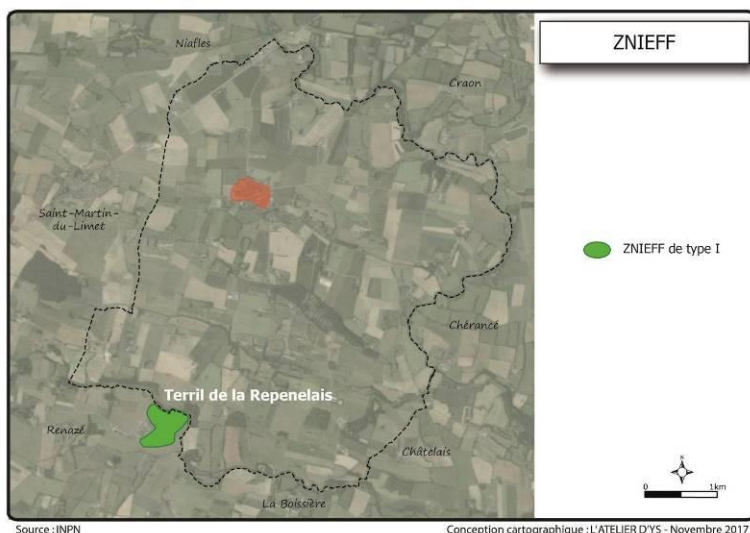 ZNIEFF
Niafles
Craon
Saint-Martin-
du-Limet
ZNIEFF de type I
Chérancé
Terril de la Repenelais
Renazé
Châtelais
La Boissière
N
0 1km
Source : INPN
Conception cartographique : L'ATELIER D'YS - Novembre 2017